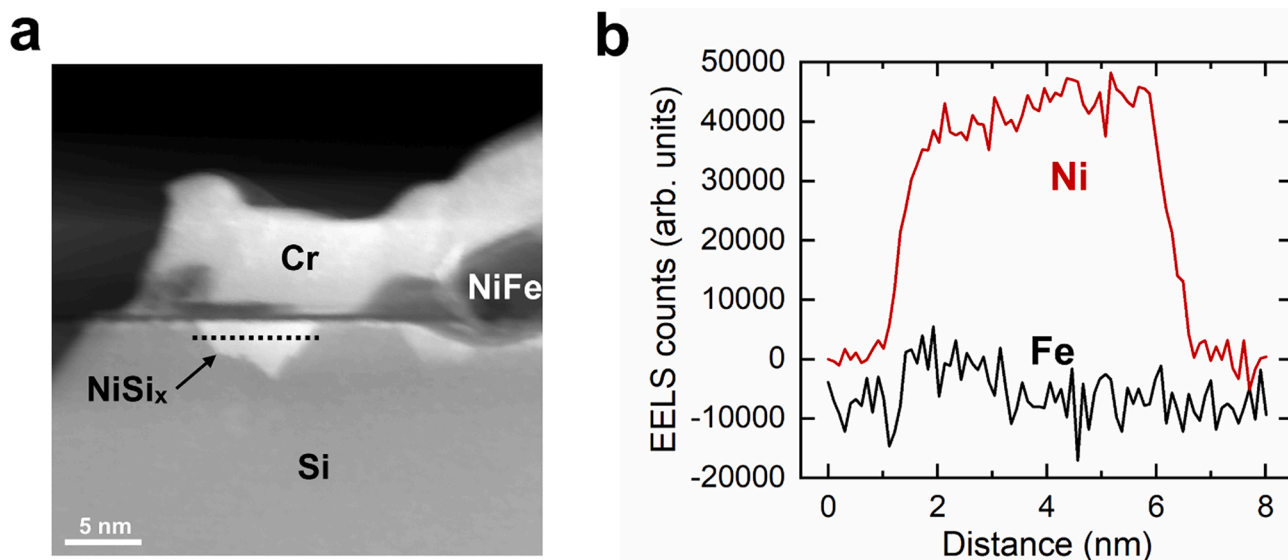 a
Cr
NiFe
NiSiₓ
Si
5 nm
b
EELS counts (arb. units)
50000
40000
30000
20000
10000
0
-10000
-20000
Ni
Fe
0 2 4 6 8
Distance (nm)